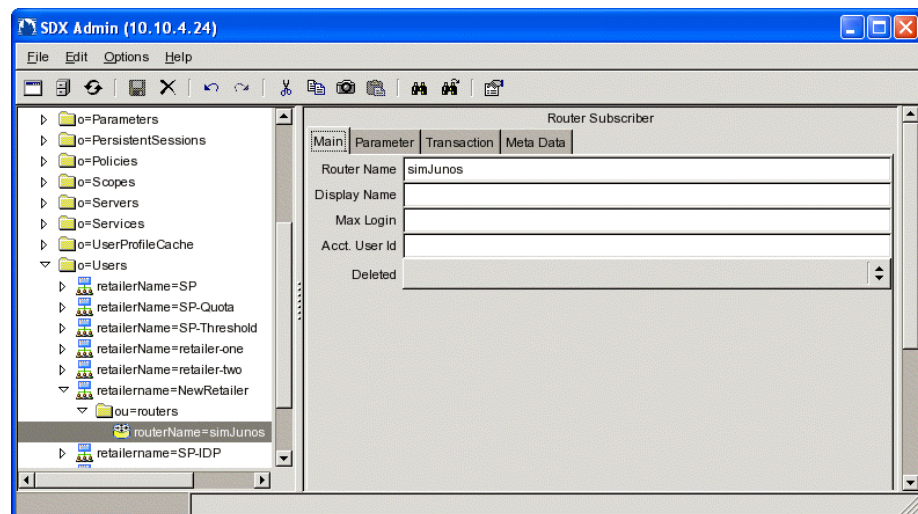 SDX Admin (10.10.4.24)
File Edit Options Help
o=Parameters
o=PersistentSessions
o=Policies
o=Scopes
o=Servers
o=Services
o=UserProfileCache
o=Users
retailerName=SP
retailerName=SP-Quota
retailerName=SP-Threshold
retailerName=retailer-one
retailerName=retailer-two
retailername=NewRetailer
ou=routers
routerName=simJunos
retailername=SP-IDP
Router Subscriber
Main Parameter Transaction Meta Data
Router Name simJunos
Display Name
Max Login
Acct. User Id
Deleted